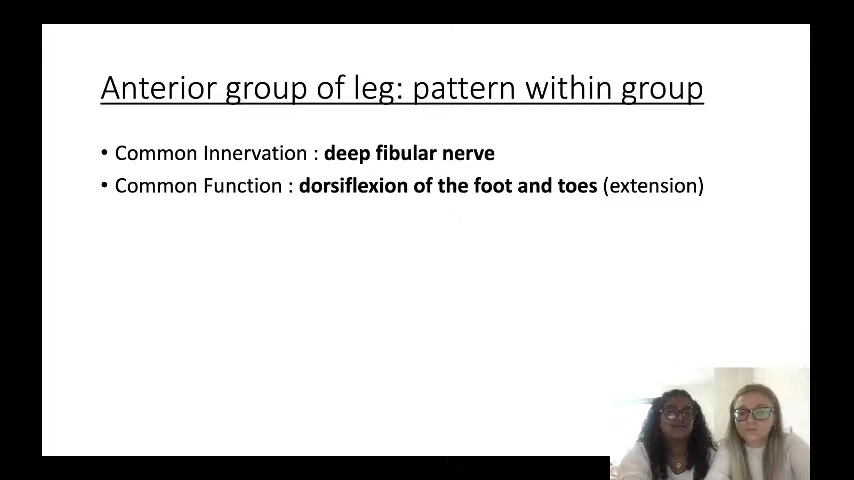 Anterior group of leg: pattern within group
• Common Innervation : deep fibular nerve
• Common Function : dorsiflexion of the foot and toes (extension)